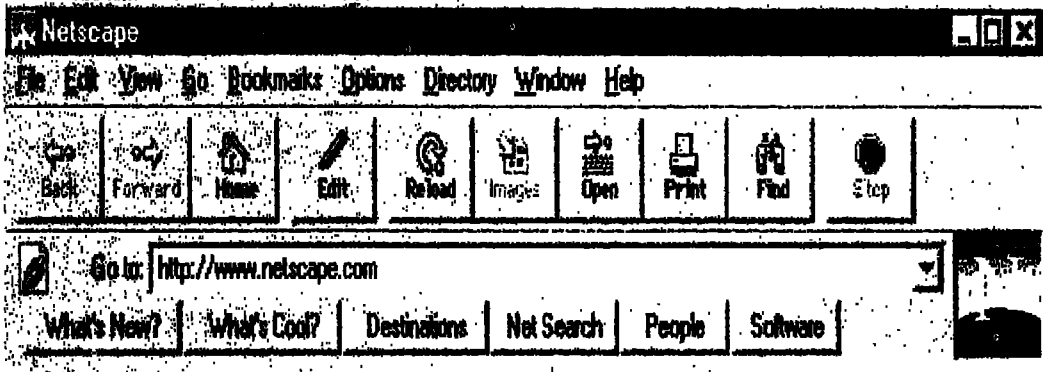 Netscape
File Edit View Go Bookmarks Options Directory Window Help
Back Forward Home Edit Reload Images Open Print Find Stop
Go to: http://www.netscape.com
What's New? What's Cool? Destinations Net Search People Software